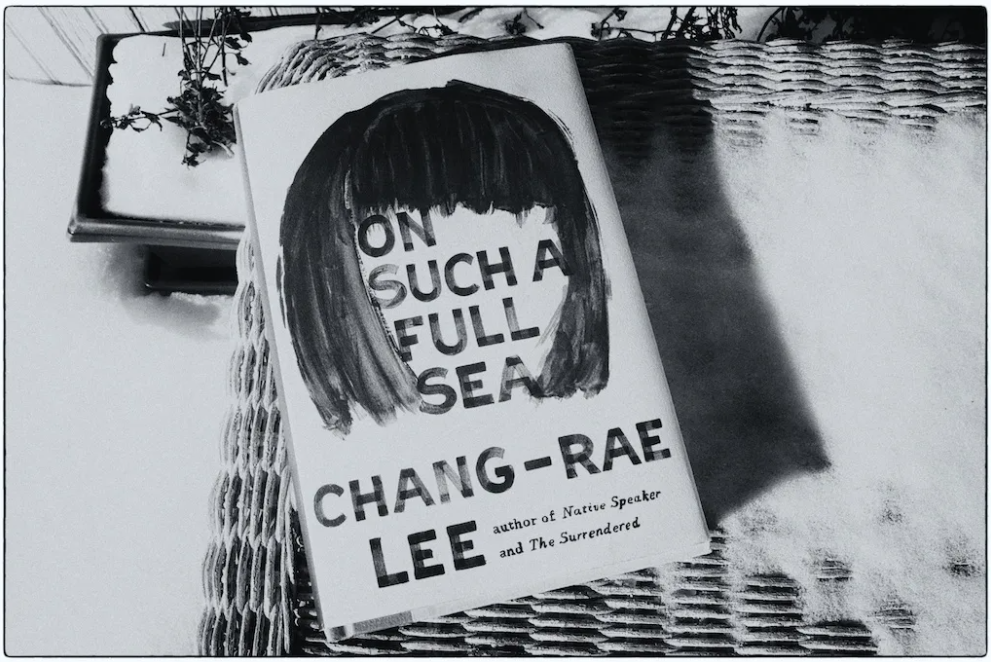 ON
SUCH A
FULL
SEA
CHANG-RAE
LEE
author of Native Speaker
and The Surrendered